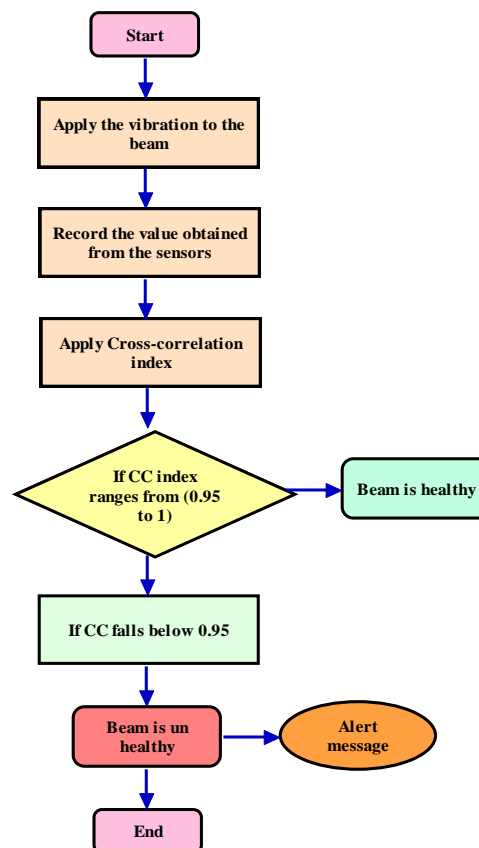 Start
Apply the vibration to the
beam
Record the value obtained
from the sensors
Apply Cross-correlation
index
If CC index
ranges from (0.95
to 1)
Beam is healthy
If CC falls below 0.95
Beam is un
healthy
Alert
message
End